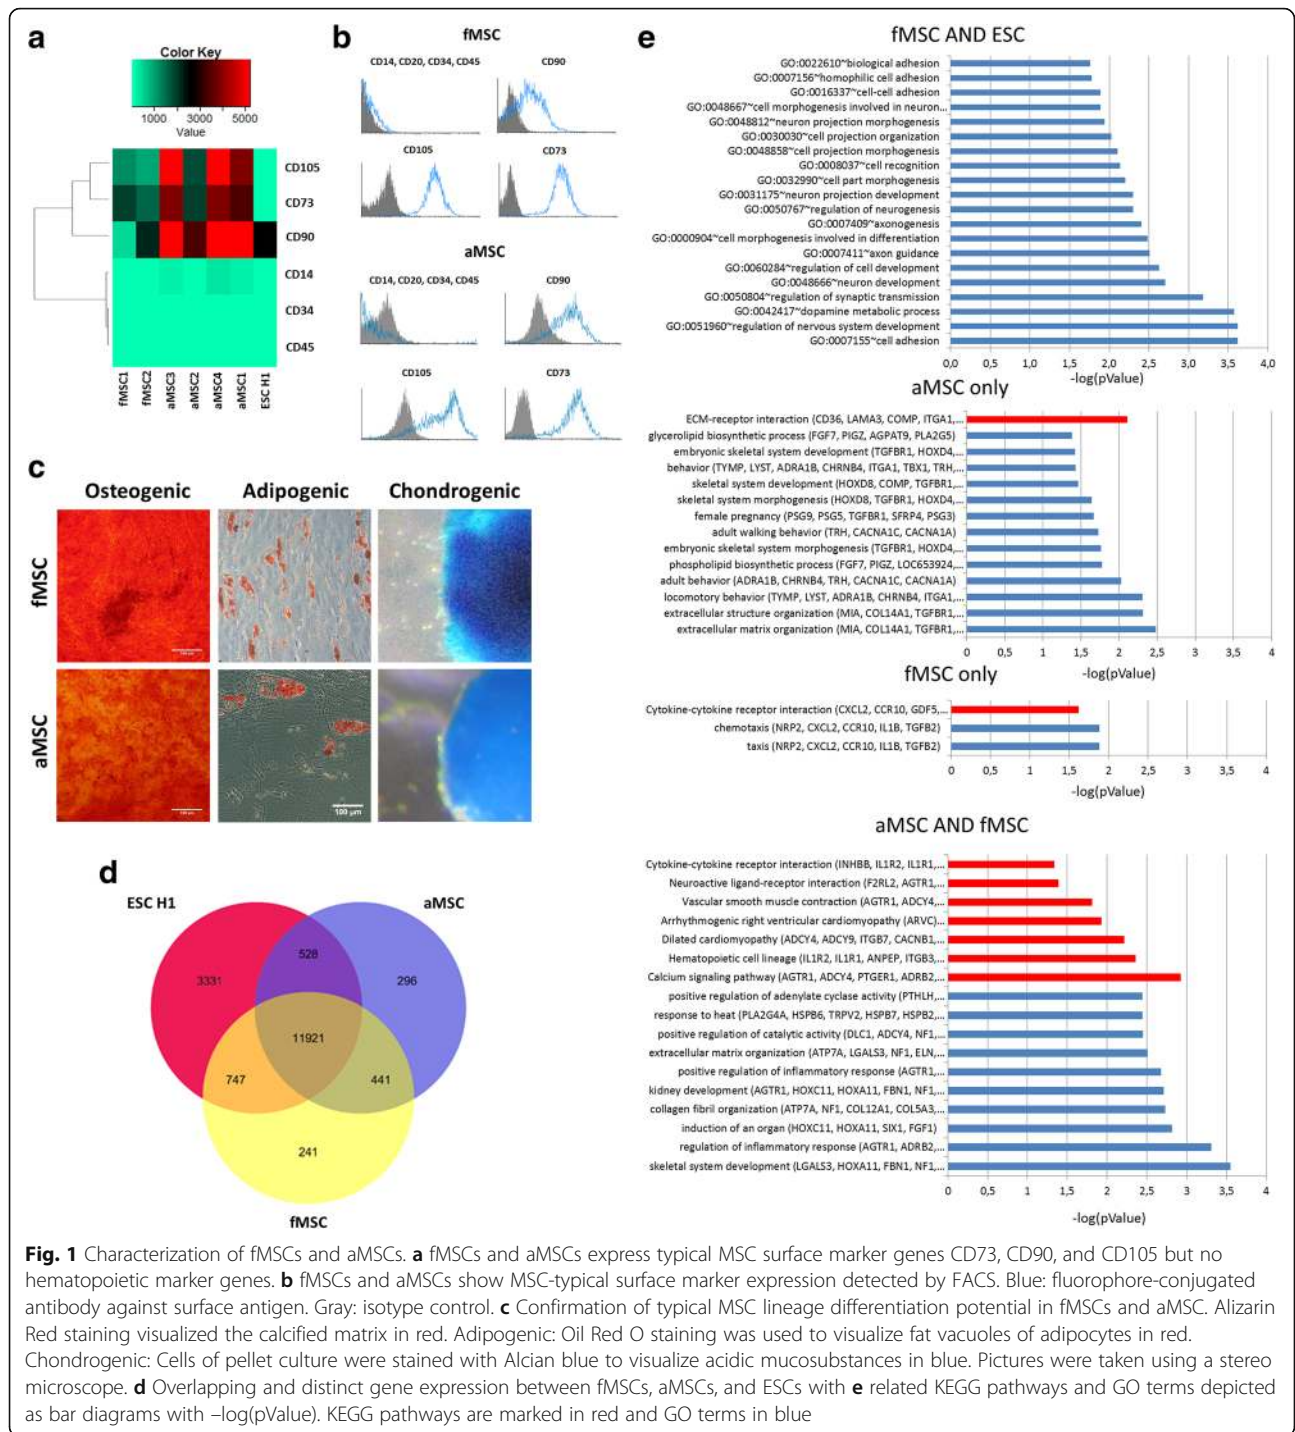 a
Color Key
1000 3000 5000
Value
CD105
CD73
CD90
CD14
CD34
CD45
fMSC1
fMSC2
aMSC3
aMSC2
aMSC4
aMSC1
ESC H1
b
fMSC
CD14, CD20, CD34, CD45 CD90
CD105 CD73
aMSC
CD14, CD20, CD34, CD45 CD90
CD105 CD73
c
Osteogenic Adipogenic Chondrogenic
fMSC
aMSC
100 µm
d
ESC H1
aMSC
528
3331
296
11921
747
441
241
fMSC
e
fMSC AND ESC
GO:0022610~biological adhesion
GO:0007156~homophilic cell adhesion
GO:0016337~cell-cell adhesion
GO:0048667~cell morphogenesis involved in neuron...
GO:0048812~neuron projection morphogenesis
GO:0030030~cell projection organization
GO:0048858~cell projection morphogenesis
GO:0008037~cell recognition
GO:0032990~cell part morphogenesis
GO:0031175~neuron projection development
GO:0050767~regulation of neurogenesis
GO:0007409~axonogenesis
GO:0000904~cell morphogenesis involved in differentiation
GO:0007411~axon guidance
GO:0060284~regulation of cell development
GO:0048666~neuron development
GO:0050804~regulation of synaptic transmission
GO:0042417~dopamine metabolic process
GO:0051960~regulation of nervous system development
GO:0007155~cell adhesion
0,0 0,5 1,0 1,5 2,0 2,5 3,0 3,5 4,0
-log(pValue)
aMSC only
ECM-receptor interaction (CD36, LAMA3, COMP, ITGA1,...
glycerolipid biosynthetic process (FGF7, PIGZ, AGPAT9, PLA2G5)
embryonic skeletal system development (TGFBR1, HOXD4,...
behavior (TYMP, LYST, ADRA1B, CHRNB4, ITGA1, TBX1, TRH,...
skeletal system development (HOXD8, COMP, TGFBR1,...
skeletal system morphogenesis (HOXD8, TGFBR1, HOXD4,...
female pregnancy (PSG9, PSG5, TGFBR1, SFRP4, PSG3)
adult walking behavior (TRH, CACNA1C, CACNA1A)
embryonic skeletal system morphogenesis (TGFBR1, HOXD4,...
phospholipid biosynthetic process (FGF7, PIGZ, LOC653924,...
adult behavior (ADRA1B, CHRNB4, TRH, CACNA1C, CACNA1A)
locomotory behavior (TYMP, LYST, ADRA1B, CHRNB4, ITGA1,...
extracellular structure organization (MIA, COL14A1, TGFBR1,...
extracellular matrix organization (MIA, COL14A1, TGFBR1,...
0 0,5 1 1,5 2 2,5 3 3,5 4
-log(pValue)
fMSC only
Cytokine-cytokine receptor interaction (CXCL2, CCR10, GDF5,...
chemotaxis (NRP2, CXCL2, CCR10, IL1B, TGFB2)
taxis (NRP2, CXCL2, CCR10, IL1B, TGFB2)
0 0,5 1 1,5 2 2,5 3 3,5 4
-log(pValue)
aMSC AND fMSC
Cytokine-cytokine receptor interaction (INHBB, IL1R2, IL1R1,...
Neuroactive ligand-receptor interaction (F2RL2, AGTR1,...
Vascular smooth muscle contraction (AGTR1, ADCY4,...
Arrhythmogenic right ventricular cardiomyopathy (ARVC)...
Dilated cardiomyopathy (ADCY4, ADCY9, ITGB7, CACNB1,...
Hematopoietic cell lineage (IL1R2, IL1R1, ANPEP, ITGB3,...
Calcium signaling pathway (AGTR1, ADCY4, PTGER1, ADRB2,...
positive regulation of adenylate cyclase activity (PTHLH,...
response to heat (PLA2G4A, HSPB6, TRPV2, HSPB7, HSPB2,...
positive regulation of catalytic activity (DLC1, ADCY4, NF1,...
extracellular matrix organization (ATP7A, LGALS3, NF1, ELN,...
positive regulation of inflammatory response (AGTR1,...
kidney development (AGTR1, HOXC11, HOXA11, FBN1, NF1,...
collagen fibril organization (ATP7A, NF1, COL12A1, COL5A3,...
induction of an organ (HOXC11, HOXA11, SIX1, FGF1)
regulation of inflammatory response (AGTR1, ADRB2,...
skeletal system development (LGALS3, HOXA11, FBN1, NF1,...
0 0,5 1 1,5 2 2,5 3 3,5 4
-log(pValue)
Fig. 1 Characterization of fMSCs and aMSCs. a fMSCs and aMSCs express typical MSC surface marker genes CD73, CD90, and CD105 but no
hematopoietic marker genes. b fMSCs and aMSCs show MSC-typical surface marker expression detected by FACS. Blue: fluorophore-conjugated
antibody against surface antigen. Gray: isotype control. c Confirmation of typical MSC lineage differentiation potential in fMSCs and aMSC. Alizarin
Red staining visualized the calcified matrix in red. Adipogenic: Oil Red O staining was used to visualize fat vacuoles of adipocytes in red.
Chondrogenic: Cells of pellet culture were stained with Alcian blue to visualize acidic mucosubstances in blue. Pictures were taken using a stereo
microscope. d Overlapping and distinct gene expression between fMSCs, aMSCs, and ESCs with e related KEGG pathways and GO terms depicted
as bar diagrams with –log(pValue). KEGG pathways are marked in red and GO terms in blue